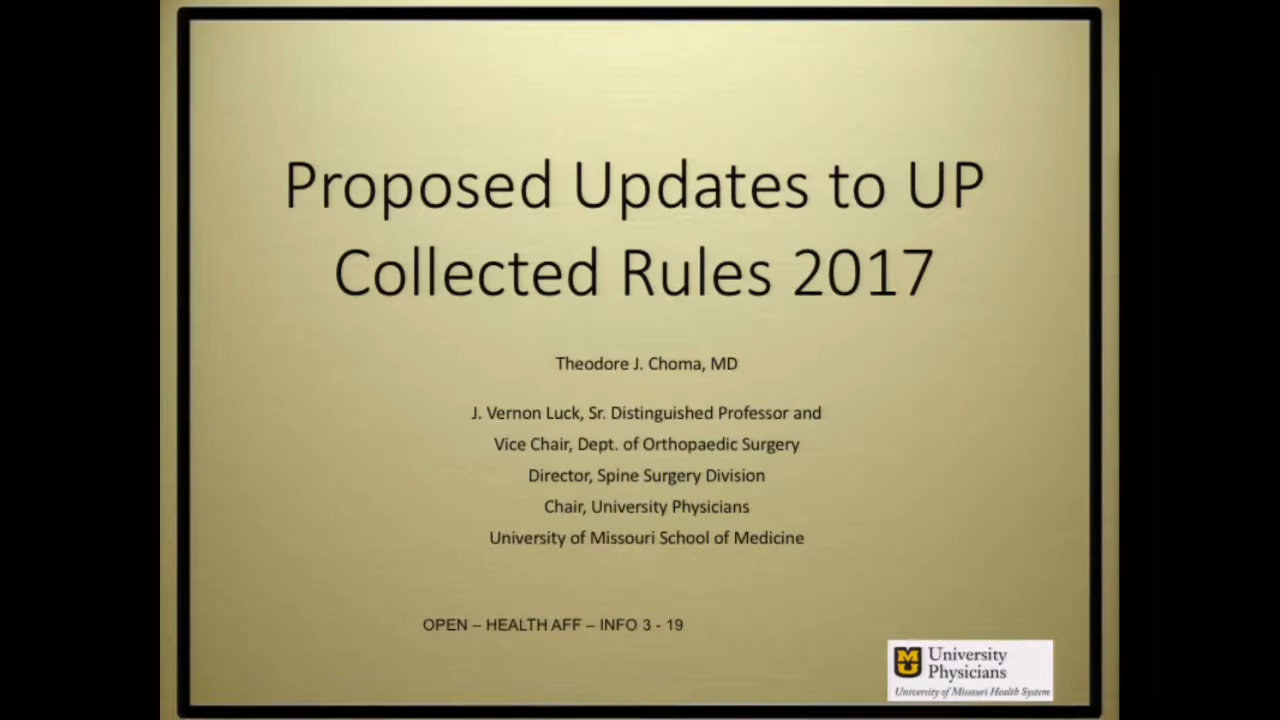 Proposed Updates to UP
Collected Rules 2017
Theodore J. Choma, MD
J. Vernon Luck, Sr. Distinguished Professor and
Vice Chair, Dept. of Orthopaedic Surgery
Director, Spine Surgery Division
Chair, University Physicians
University of Missouri School of Medicine
OPEN – HEALTH AFF – INFO 3 - 19
University
Physicians
University of Missouri Health System